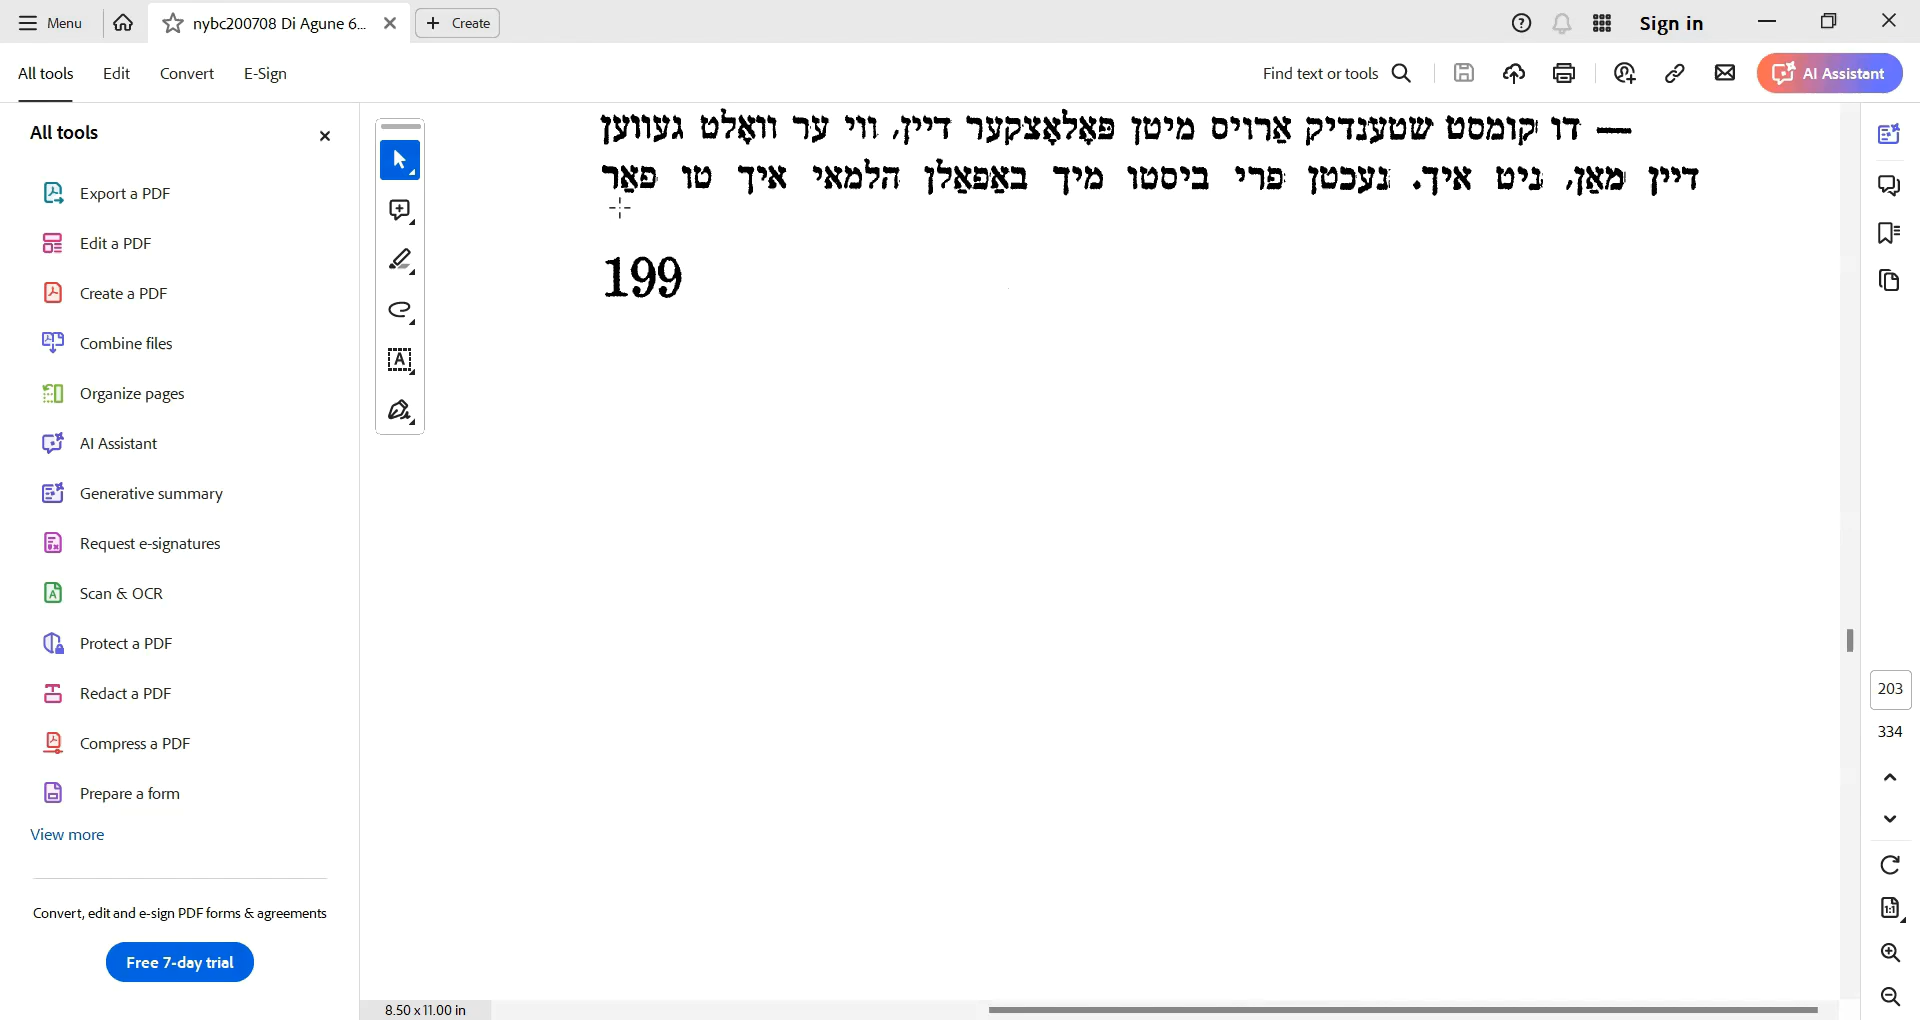 Menu
nybc200708 Di Agune 6...
Create
Sign in
All tools
Edit
Convert
E-Sign
Find text or tools
AI Assistant
All tools
Export a PDF
Edit a PDF
Create a PDF
Combine files
Organize pages
AI Assistant
Generative summary
Request e-signatures
Scan & OCR
Protect a PDF
Redact a PDF
Compress a PDF
Prepare a form
View more
Convert, edit and e-sign PDF forms & agreements
Free 7-day trial
— דו קומסט שטענדיק אַרויס מיטן פּאָלאָצקער דיין, ווי ער וואָלט געווען
דיין מאַן, ניט איך. נעכטן פרי ביסטו מיך באַפאַלן הלמאי איך טו פאַר
199
8.50 x 11.00 in
203
334